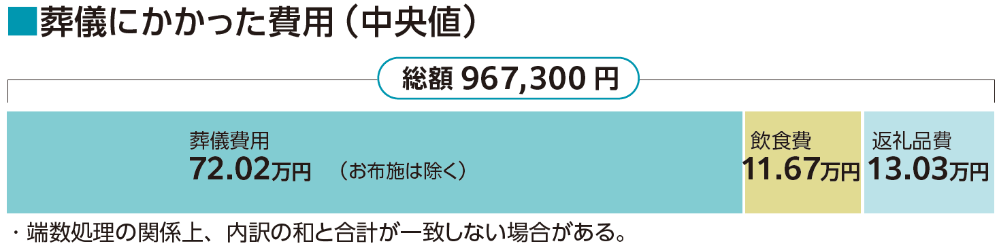 ■葬儀にかかった費用（中央値）
総額 967,300 円
葬儀費用
72.02万円 （お布施は除く）
飲食費
11.67万円
返礼品費
13.03万円
・端数処理の関係上、内訳の和と合計が一致しない場合がある。